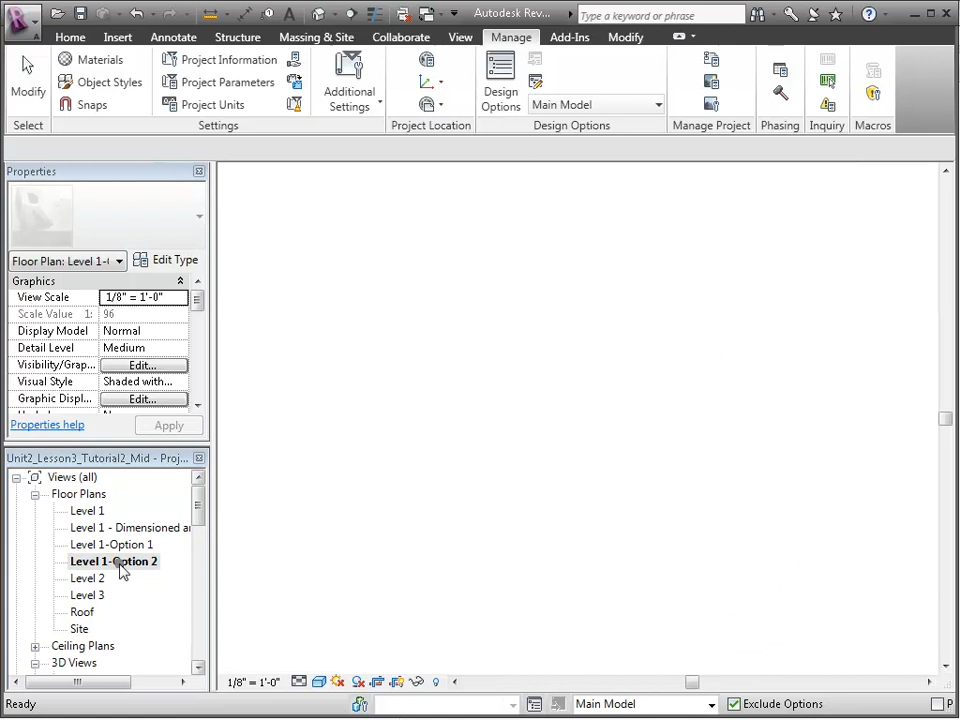 Autodesk Rev...
Type a keyword or phrase
Home Insert Annotate Structure Massing & Site Collaborate View Manage Add-Ins Modify
Materials Project Information
Object Styles Project Parameters
Snaps Project Units
Modify
Additional Settings
Design Options
Main Model
Select Settings Project Location Design Options Manage Project Phasing Inquiry Macros
Properties
Floor Plan: Level 1-( Edit Type
Graphics
View Scale 1/8" = 1'-0"
Scale Value 1: 96
Display Model Normal
Detail Level Medium
Visibility/Grap... Edit...
Visual Style Shaded with...
Graphic Displ... Edit...
Properties help Apply
Unit2_Lesson3_Tutorial2_Mid - Proj...
Views (all)
Floor Plans
Level 1
Level 1 - Dimensioned ar
Level 1-Option 1
Level 1-Option 2
Level 2
Level 3
Roof
Site
Ceiling Plans
3D Views
1/8" = 1'-0"
Ready Main Model Exclude Options P